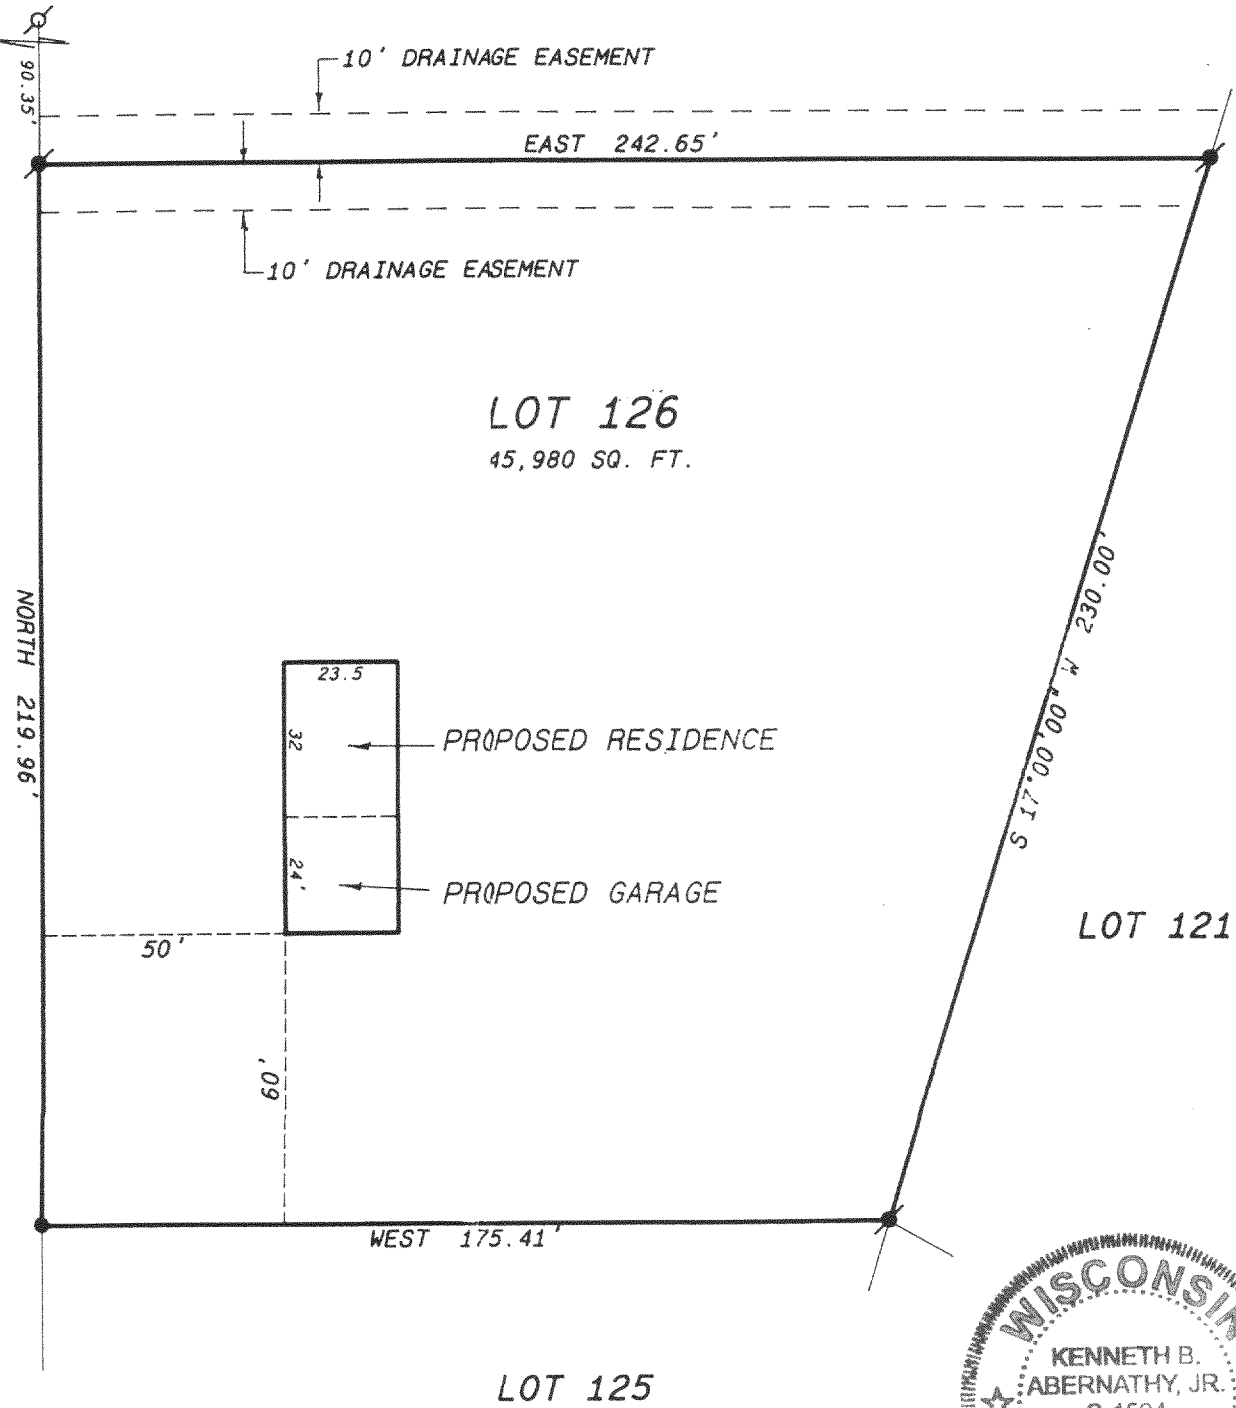 90.35'
10' DRAINAGE EASEMENT
EAST 242.65'
10' DRAINAGE EASEMENT
LOT 126
45,980 SQ. FT.
NORTH 219.96'
S 17°00'00" W 230.00'
23.5
32
PROPOSED RESIDENCE
24'
PROPOSED GARAGE
LOT 121
50'
60'
WEST 175.41'
LOT 125
WISCONSIN
KENNETH B.
ABERNATHY, JR.